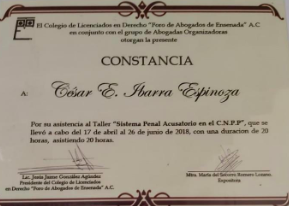 El Colegio de Licenciados en Derecho "Foro de Abogados de Ensenada" A.C.
en conjunto con el grupo de Abogadas Organizadoras
otorgan la presente
CONSTANCIA
A: César E. Ibarra Espinoza
Por su asistencia al Taller "Sistema Penal Acusatorio en el C.N.P.P", que se
llevó a cabo del 17 de abril al 26 de junio de 2018, con una duracion de 20
horas, asistiendo 20 horas.
Lic. Jesús Jaime González Agúndez
Presidente del Colegio de Licenciados
en Derecho "Foro de Abogados de Ensenada" A.C.
Mtra. María del Socorro Romero Lozano.
Expositora